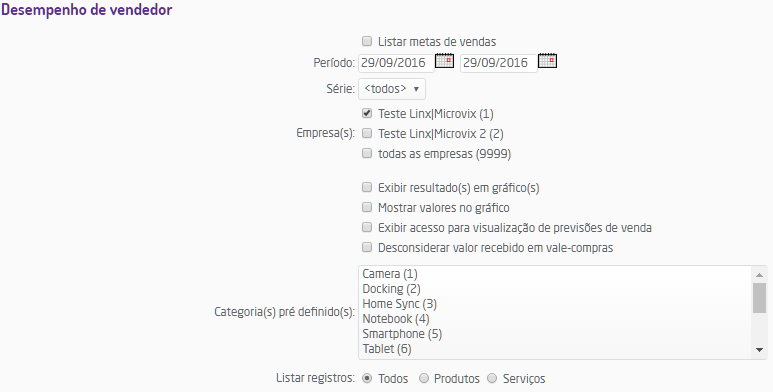 Desempenho de vendedor
Listar metas de vendas
Período: 29/09/2016 29/09/2016
Série: <todos>
Teste Linx|Microvix (1)
Empresa(s): Teste Linx|Microvix 2 (2)
todas as empresas (9999)
Exibir resultado(s) em gráfico(s)
Mostrar valores no gráfico
Exibir acesso para visualização de previsões de venda
Desconsiderar valor recebido em vale-compras
Camera (1)
Docking (2)
Categoria(s) pré definido(s): Home Sync (3)
Notebook (4)
Smartphone (5)
Tablet (6)
Listar registros: Todos Produtos Serviços